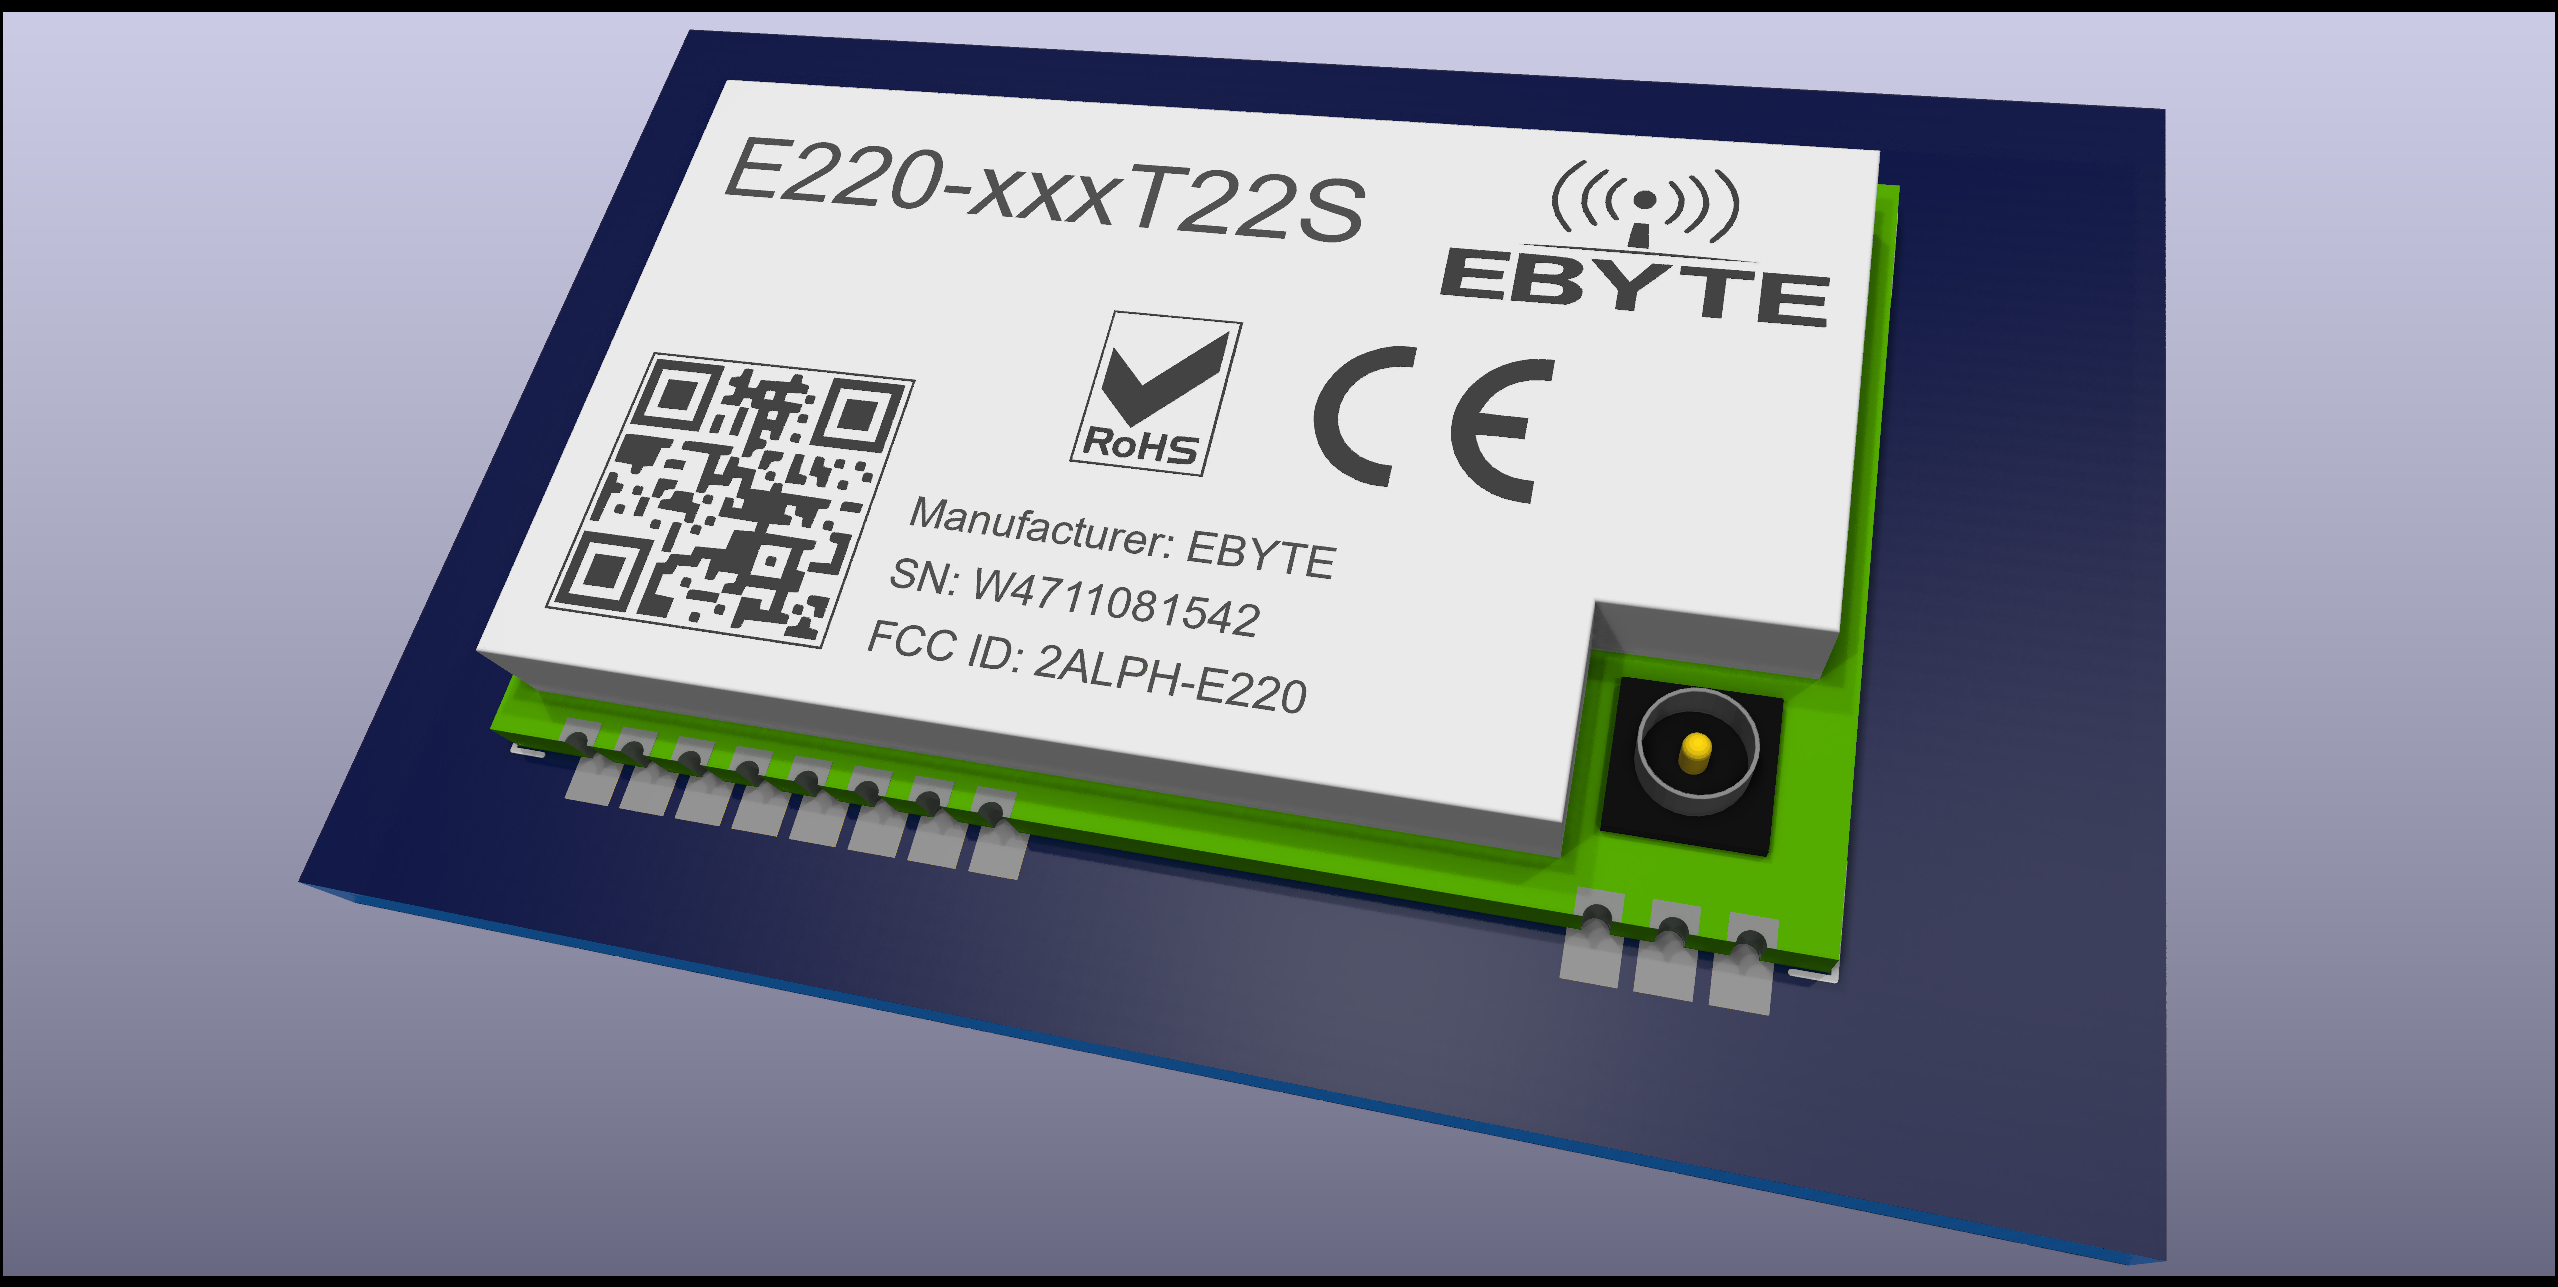 E220-xxxT22S
EBYTE
RoHS
CE
Manufacturer: EBYTE
SN: W4711081542
FCC ID: 2ALPH-E220